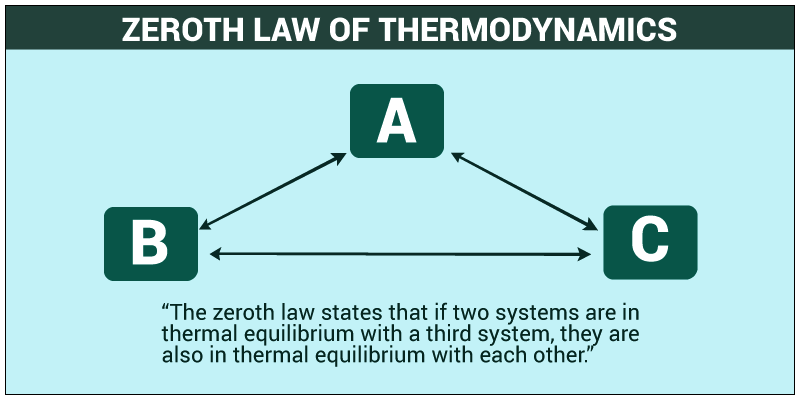 ZEROTH LAW OF THERMODYNAMICS
A
B
C
“The zeroth law states that if two systems are in
thermal equilibrium with a third system, they are
also in thermal equilibrium with each other.”